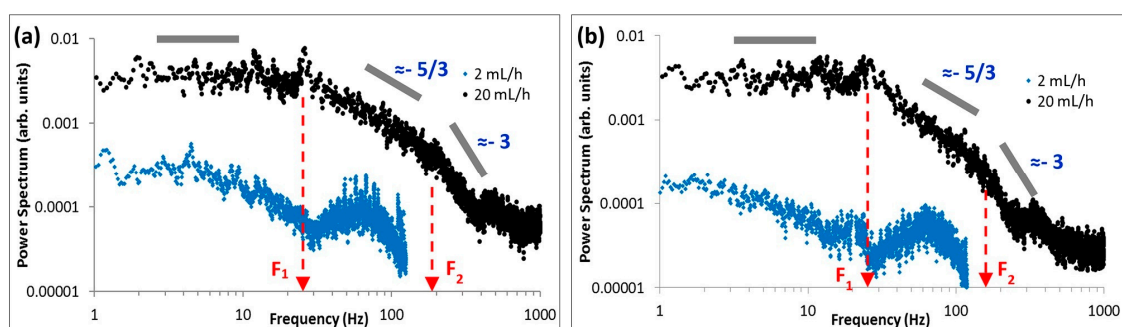 (a)
Power Spectrum (arb. units)
0.01
0.001
0.0001
0.00001
≈- 5/3
≈- 3
2 mL/h
20 mL/h
F1
F2
1
10
100
1000
Frequency (Hz)
(b)
Power Spectrum (arb. units)
0.01
0.001
0.0001
0.00001
≈- 5/3
≈- 3
2 mL/h
20 mL/h
F1
F2
1
10
100
1000
Frequency (Hz)